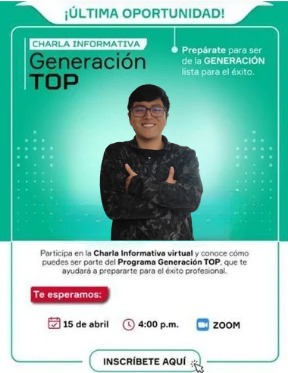 ¡ÚLTIMA OPORTUNIDAD!
CHARLA INFORMATIVA
Generación
TOP
Prepárate para ser
de la GENERACIÓN
lista para el éxito.
Participa en la Charla Informativa virtual y conoce cómo
puedes ser parte del Programa Generación TOP, que te
ayudará a prepararte para el éxito profesional.
Te esperamos:
15 de abril
4:00 p.m.
ZOOM
INSCRÍBETE AQUÍ